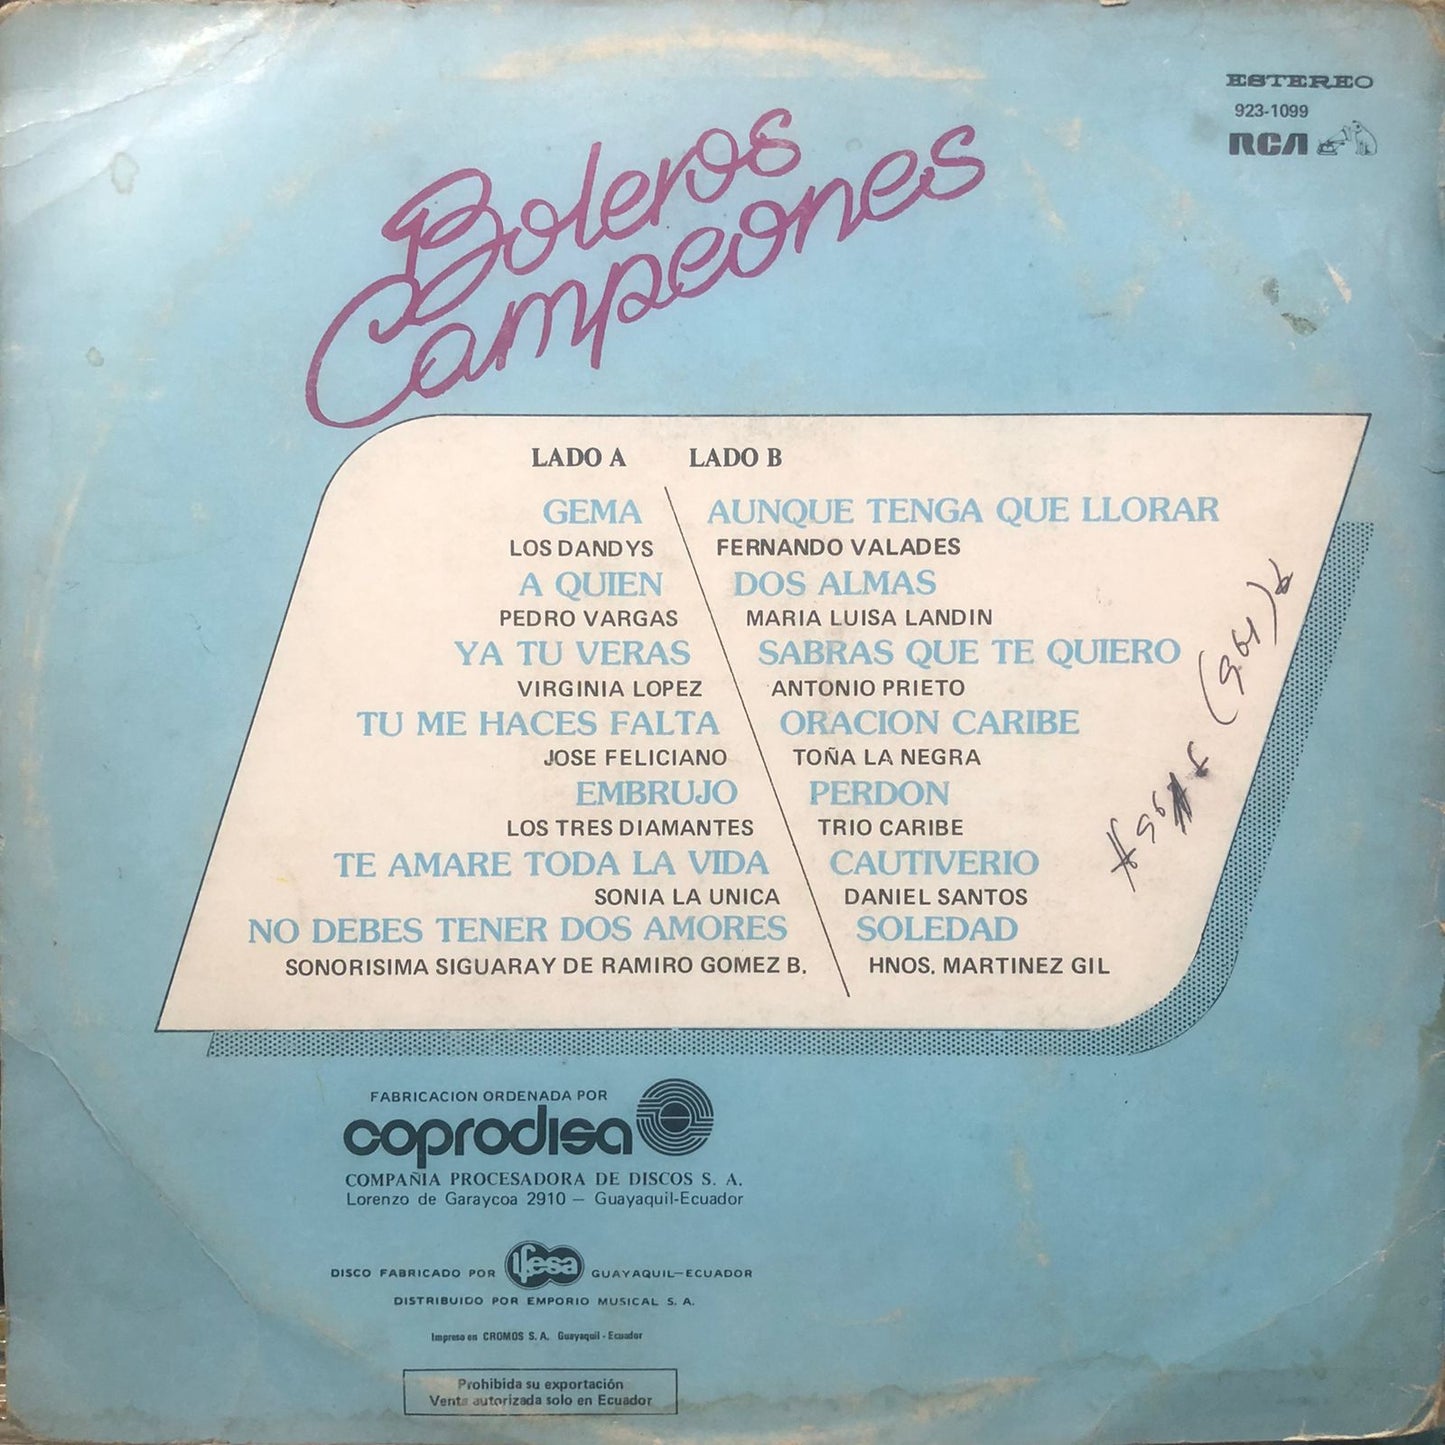 ESTEREO
923-1099
RCA
Boleros
Campeones
LADO A
GEMA
LOS DANDYS
A QUIEN
PEDRO VARGAS
YA TU VERAS
VIRGINIA LOPEZ
TU ME HACES FALTA
JOSE FELICIANO
EMBRUJO
LOS TRES DIAMANTES
TE AMARE TODA LA VIDA
SONIA LA UNICA
NO DEBES TENER DOS AMORES
SONORISIMA SIGUARAY DE RAMIRO GOMEZ B.
LADO B
AUNQUE TENGA QUE LLORAR
FERNANDO VALADES
DOS ALMAS
MARIA LUISA LANDIN
SABRAS QUE TE QUIERO
ANTONIO PRIETO
ORACION CARIBE
TOÑA LA NEGRA
PERDON
TRIO CARIBE
CAUTIVERIO
DANIEL SANTOS
SOLEDAD
HNOS. MARTINEZ GIL
FABRICACION ORDENADA POR
coprodisa
COMPAÑIA PROCESADORA DE DISCOS S. A.
Lorenzo de Garaycoa 2910 — Guayaquil-Ecuador
DISCO FABRICADO POR ifesa GUAYAQUIL—ECUADOR
DISTRIBUIDO POR EMPORIO MUSICAL S. A.
Impreso en CROMOS S. A. Guayaquil - Ecuador
Prohibida su exportación
Venta autorizada solo en Ecuador